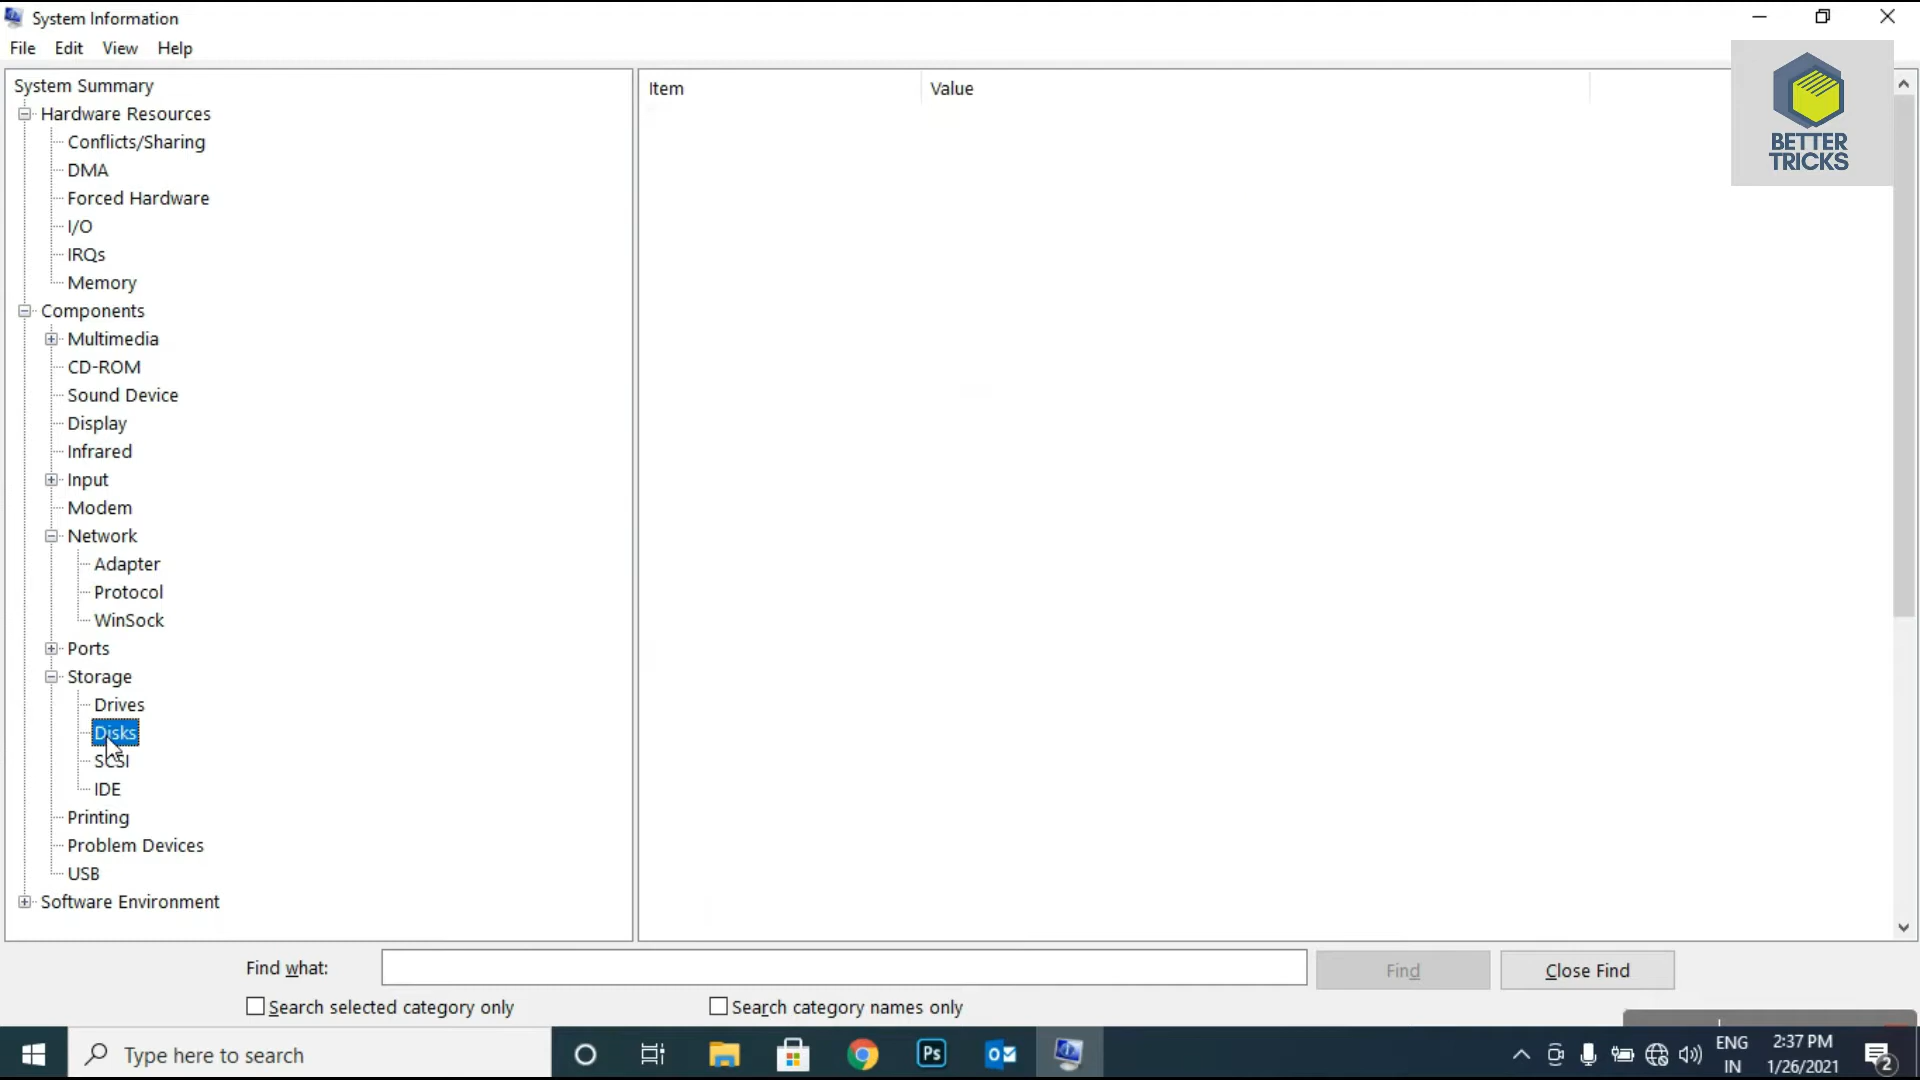 System Information
File Edit View Help
System Summary
Hardware Resources
Conflicts/Sharing
DMA
Forced Hardware
I/O
IRQs
Memory
Components
Multimedia
CD-ROM
Sound Device
Display
Infrared
Input
Modem
Network
Adapter
Protocol
WinSock
Ports
Storage
Drives
Disks
SCSI
IDE
Printing
Problem Devices
USB
Software Environment
Item Value
BETTER
TRICKS
Find what: Find Close Find
Search selected category only Search category names only
Type here to search
Ps
ENG
IN
2:37 PM
1/26/2021
2